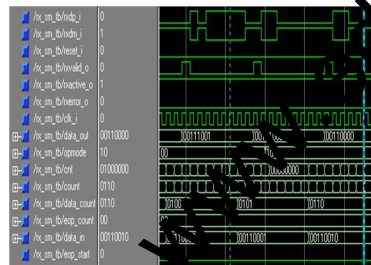 /rx_sm_tb/rxdp_i 0
/rx_sm_tb/rxdm_i 1
/rx_sm_tb/reset_i 0
/rx_sm_tb/rxvalid_o 0
/rx_sm_tb/rxactive_o 1
/rx_sm_tb/rxerror_o 0
/rx_sm_tb/clk_i 0
/rx_sm_tb/data_out 00110000 00111001 00110000
/rx_sm_tb/opmode 10 00
/rx_sm_tb/cnt 01000000
/rx_sm_tb/count 0110
/rx_sm_tb/data_count 0110 0100 0101 0110
/rx_sm_tb/eop_count 00
/rx_sm_tb/data_in 00110010 00110001 00110010
/rx_sm_tb/eop_start 0